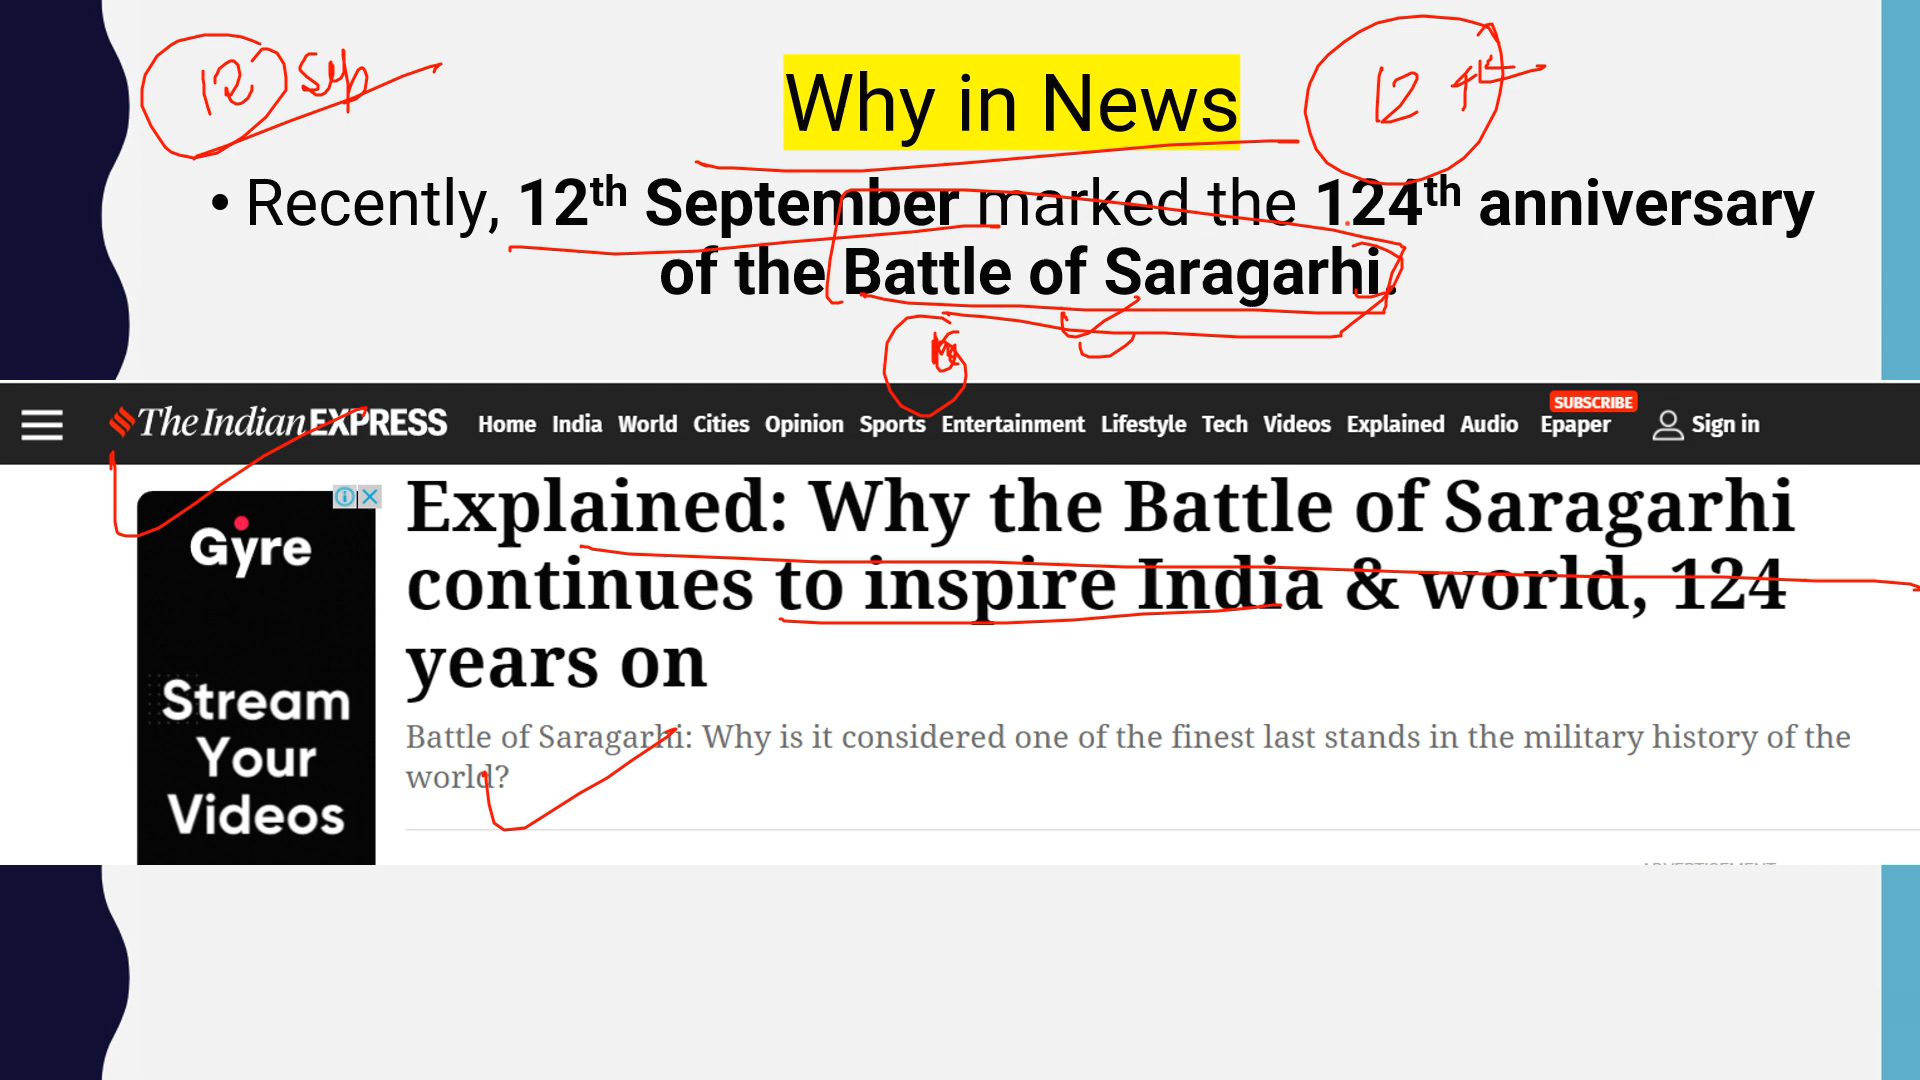 12 Sep
Why in News
124th
• Recently, 12th September marked the 124th anniversary
of the Battle of Saragarhi.
The Indian EXPRESS Home India World Cities Opinion Sports Entertainment Lifestyle Tech Videos Explained Audio Epaper SUBSCRIBE Sign in
Explained: Why the Battle of Saragarhi
continues to inspire India & world, 124
years on
Battle of Saragarhi: Why is it considered one of the finest last stands in the military history of the
world?
Gyre
Stream
Your
Videos
ADVERTISEMENT